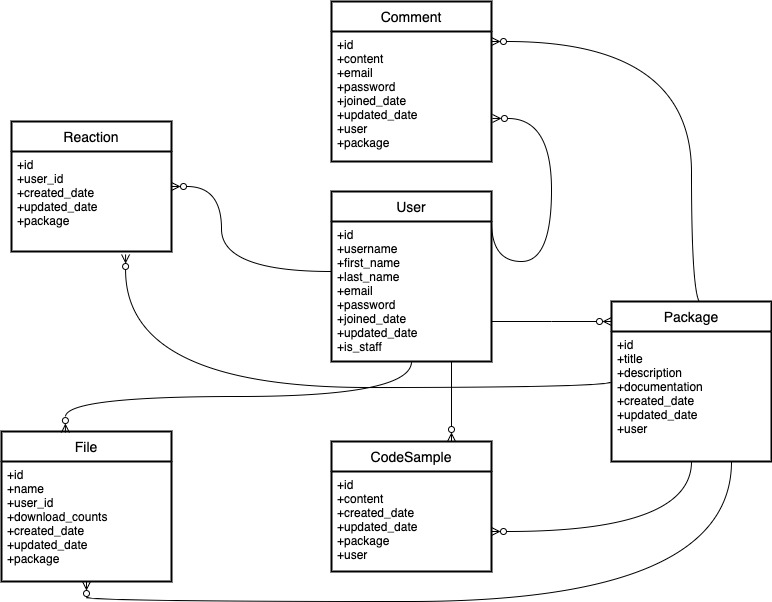 Comment
+id
+content
+email
+password
+joined_date
+updated_date
+user
+package
Reaction
+id
+user_id
+created_date
+updated_date
+package
User
+id
+username
+first_name
+last_name
+email
+password
+joined_date
+updated_date
+is_staff
Package
+id
+title
+description
+documentation
+created_date
+updated_date
+user
File
+id
+name
+user_id
+download_counts
+created_date
+updated_date
+package
CodeSample
+id
+content
+created_date
+updated_date
+package
+user